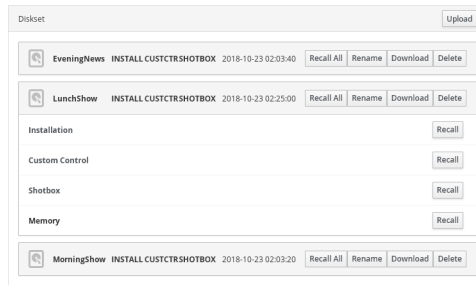 Diskset Upload
EveningNews INSTALL CUSTCTR SHOTBOX 2018-10-23 02:03:40 Recall All Rename Download Delete
LunchShow INSTALL CUSTCTR SHOTBOX 2018-10-23 02:25:00 Recall All Rename Download Delete
Installation Recall
Custom Control Recall
Shotbox Recall
Memory Recall
MorningShow INSTALL CUSTCTR SHOTBOX 2018-10-23 02:03:20 Recall All Rename Download Delete